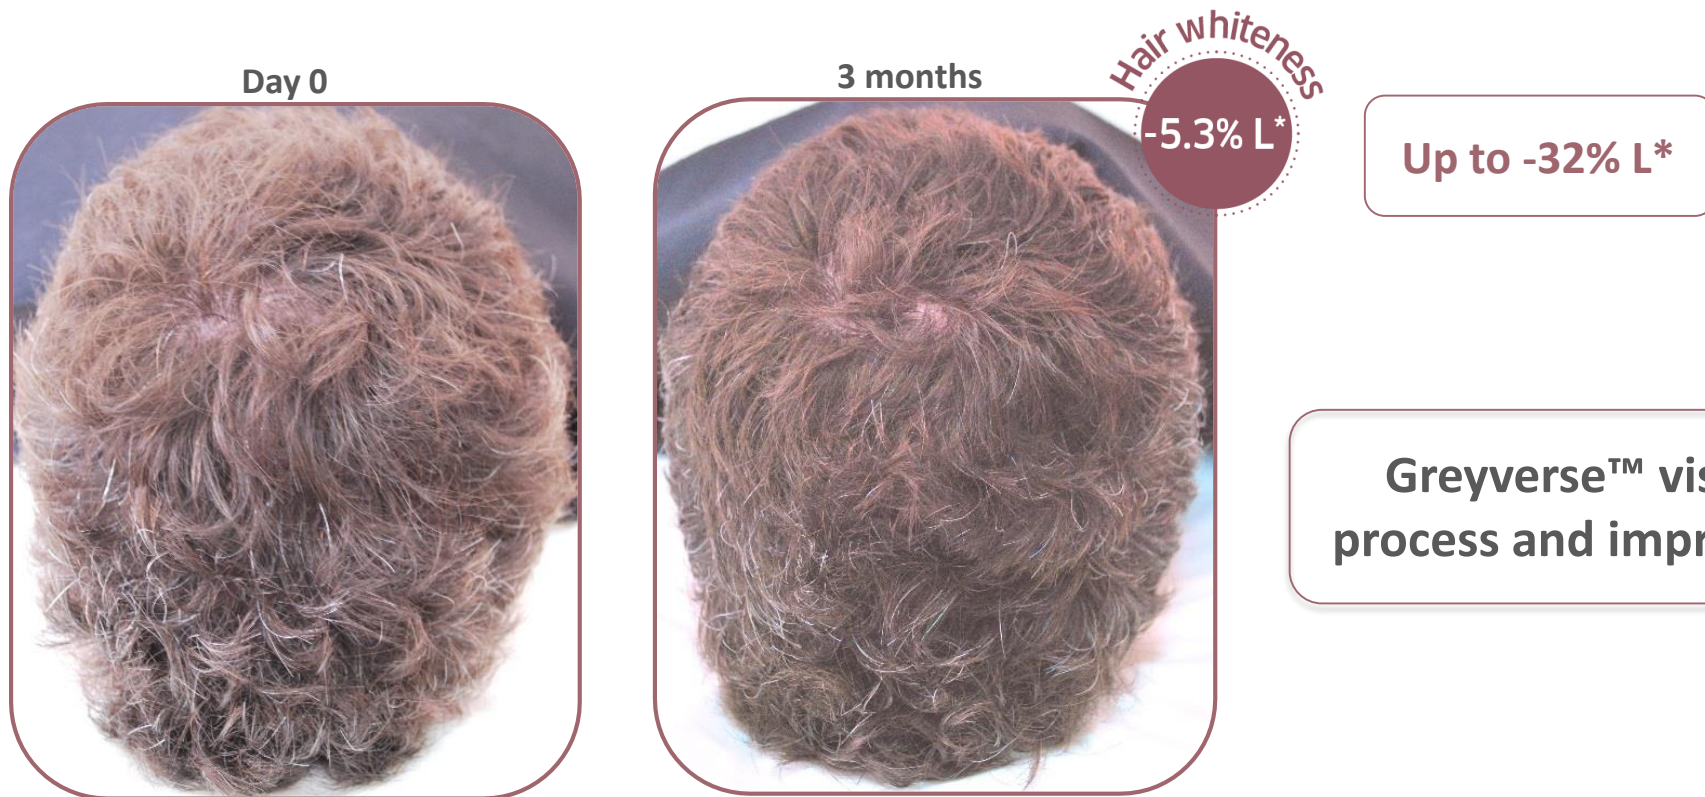 Day 0
3 months
Hair whiteness
-5.3% L*
Up to -32% L*
Greyverse™
process and